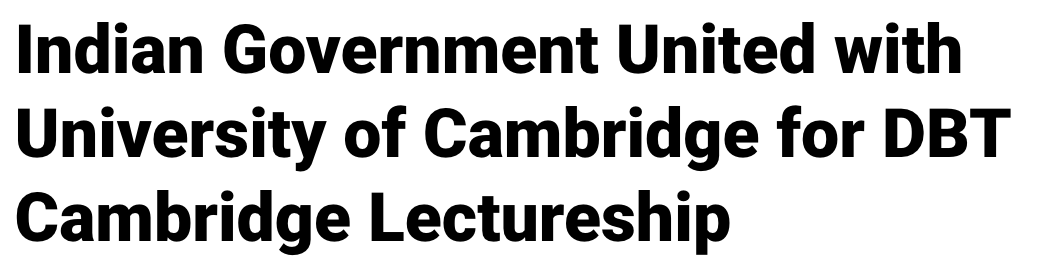 Indian Government United with
University of Cambridge for DBT
Cambridge Lectureship